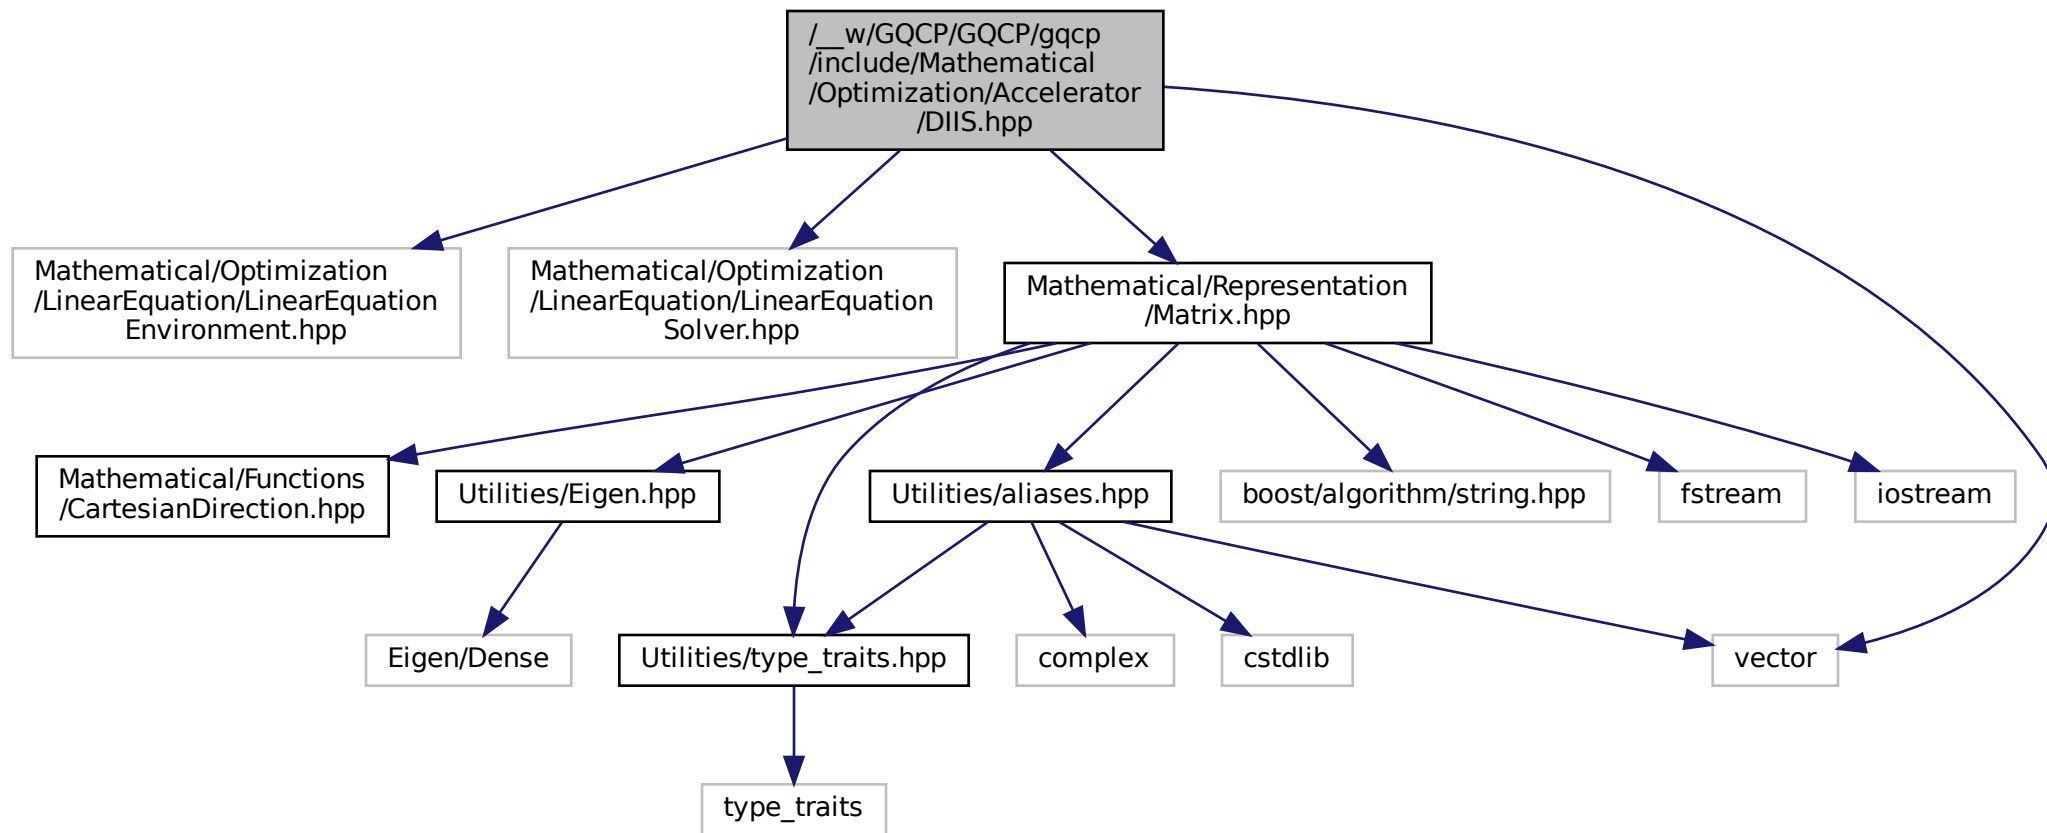 /__w/GQCP/GQCP/gqcp
/include/Mathematical
/Optimization/Accelerator
/DIIS.hpp
Mathematical/Optimization
/LinearEquation/LinearEquation
Environment.hpp
Mathematical/Optimization
/LinearEquation/LinearEquation
Solver.hpp
Mathematical/Representation
/Matrix.hpp
Mathematical/Functions
/CartesianDirection.hpp
Utilities/Eigen.hpp
Utilities/aliases.hpp
boost/algorithm/string.hpp
fstream
iostream
Eigen/Dense
Utilities/type_traits.hpp
complex
cstdlib
vector
type_traits